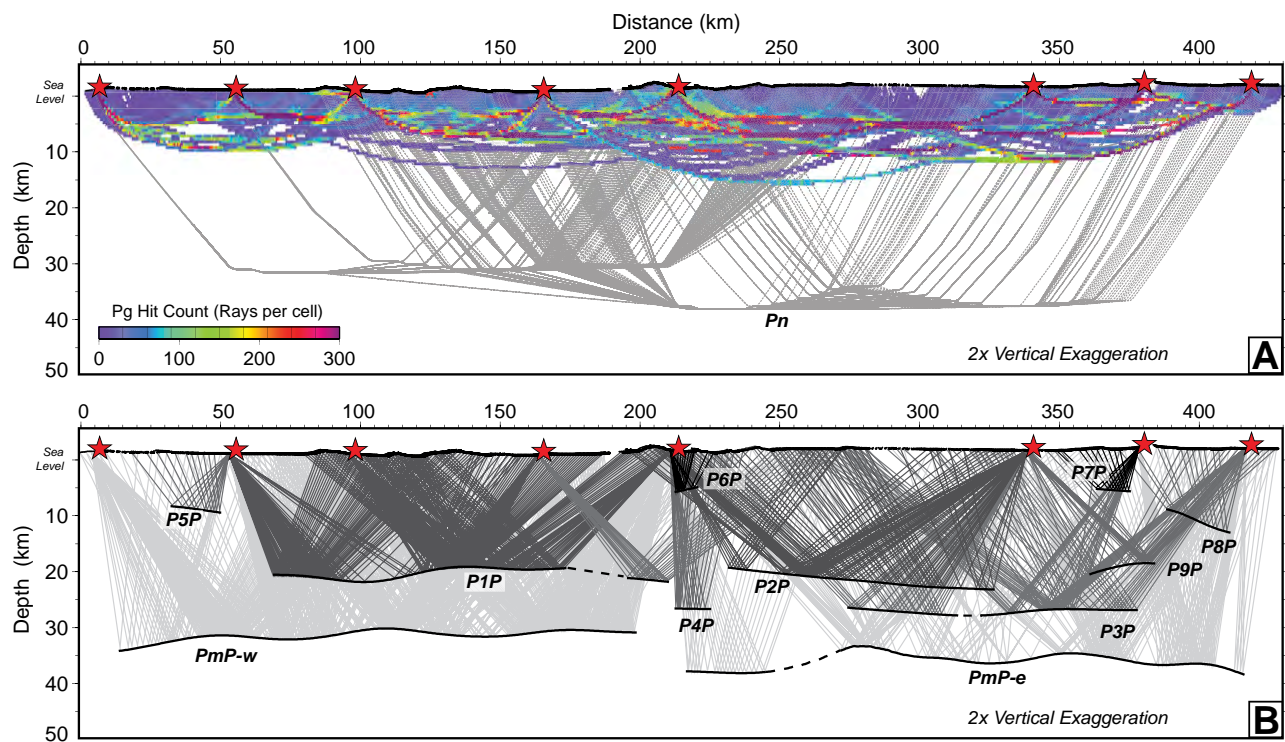 Distance (km)
0 50 100 150 200 250 300 350 400
Sea
Level
10
20
30
40
50
Depth (km)
Pg Hit Count (Rays per cell)
0 100 200 300
Pn
2x Vertical Exaggeration
A
0 50 100 150 200 250 300 350 400
Sea
Level
10
20
30
40
50
Depth (km)
P5P
P6P
P7P
P8P
P1P
P2P
P9P
P4P
P3P
PmP-w
PmP-e
2x Vertical Exaggeration
B